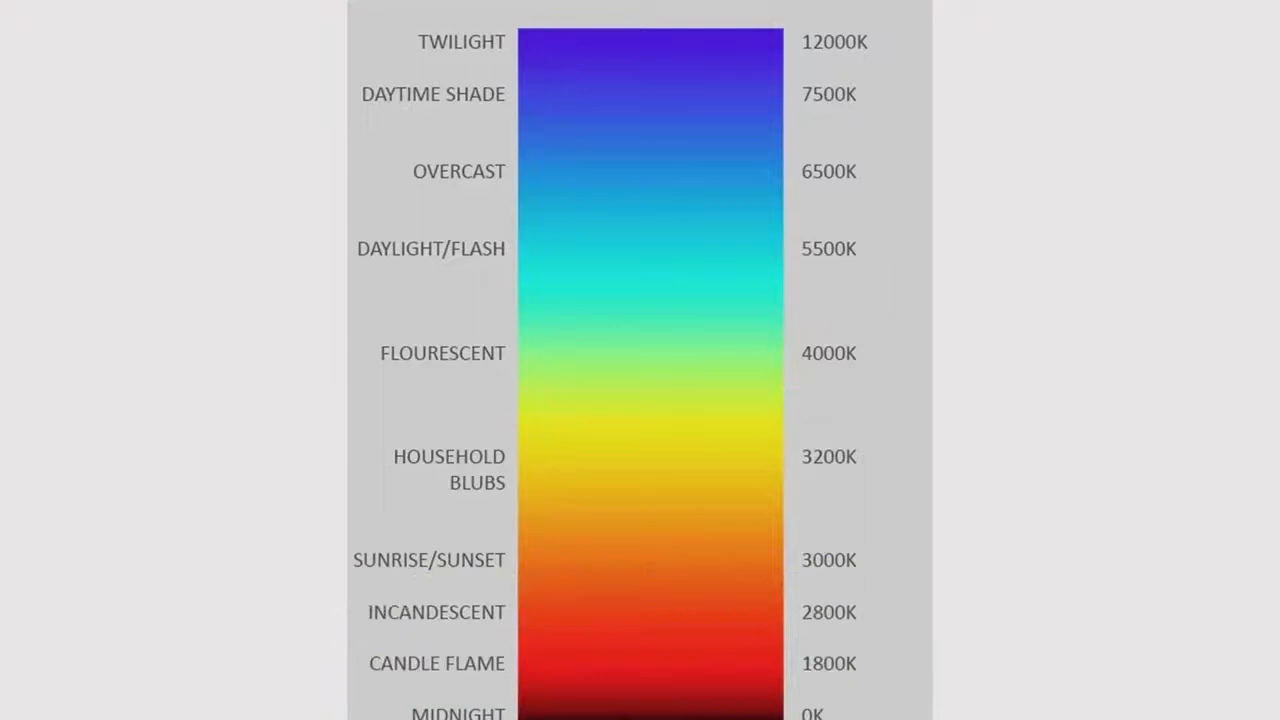 TWILIGHT 12000K
DAYTIME SHADE 7500K
OVERCAST 6500K
DAYLIGHT/FLASH 5500K
FLOURESCENT 4000K
HOUSEHOLD 3200K
BLUBS
SUNRISE/SUNSET 3000K
INCANDESCENT 2800K
CANDLE FLAME 1800K
MIDNIGHT 0K